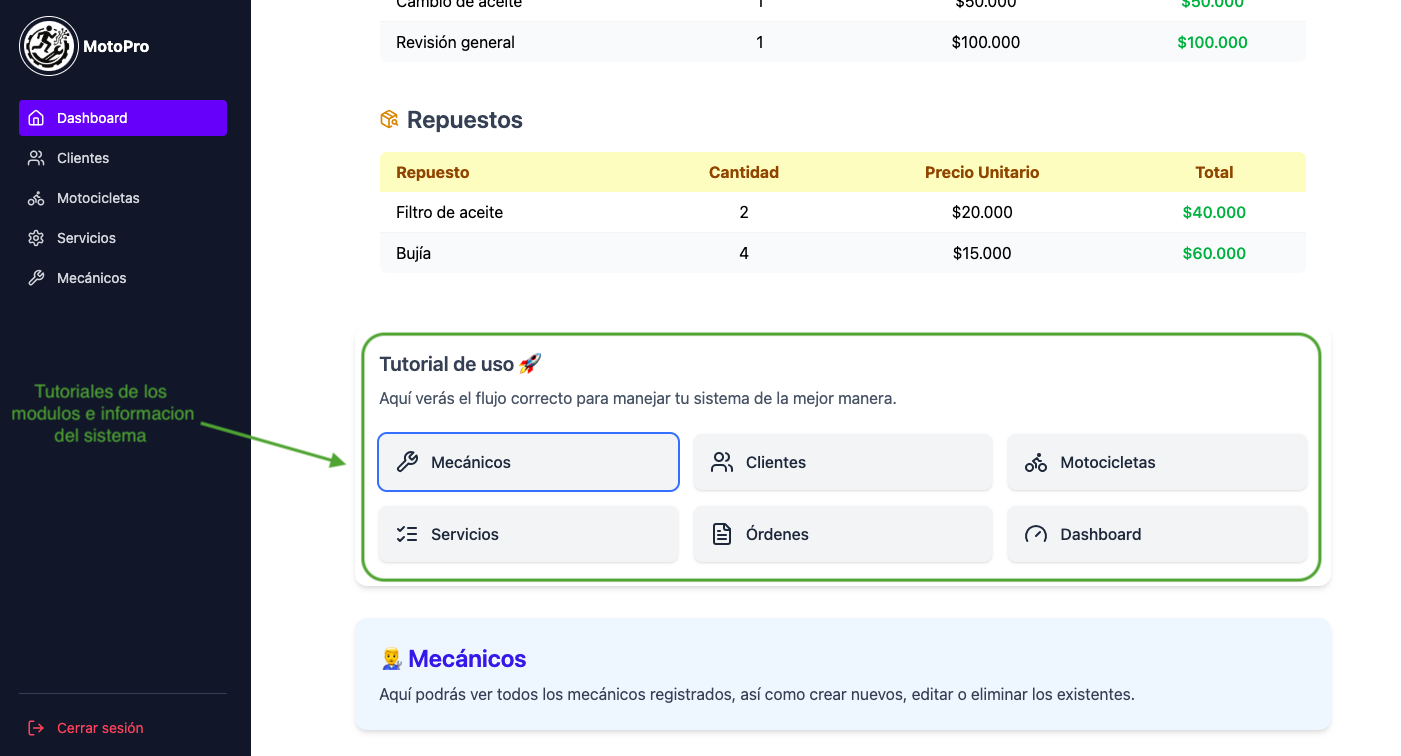 MotoPro
Dashboard
Clientes
Motocicletas
Servicios
Mecánicos
Tutoriales de los
modulos e informacion
del sistema
Cerrar sesión
Cambio de aceite 1 $50.000 $50.000
Revisión general 1 $100.000 $100.000
Repuestos
Repuesto Cantidad Precio Unitario Total
Filtro de aceite 2 $20.000 $40.000
Bujía 4 $15.000 $60.000
Tutorial de uso 🚀
Aquí verás el flujo correcto para manejar tu sistema de la mejor manera.
Mecánicos Clientes Motocicletas
Servicios Órdenes Dashboard
👨‍🔧 Mecánicos
Aquí podrás ver todos los mecánicos registrados, así como crear nuevos, editar o eliminar los existentes.